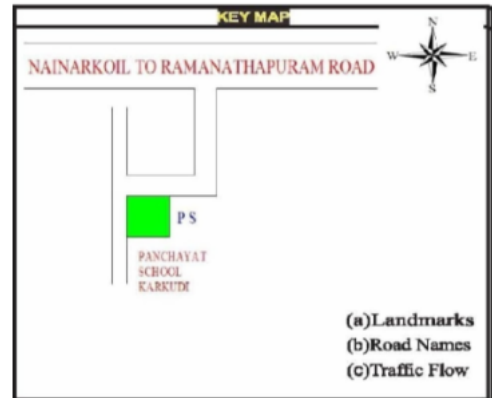 KEY MAP
N
W E
S
NAINARKOIL TO RAMANATHAPURAM ROAD
P S
PANCHAYAT
SCHOOL
KARKUDI
(a)Landmarks
(b)Road Names
(c)Traffic Flow